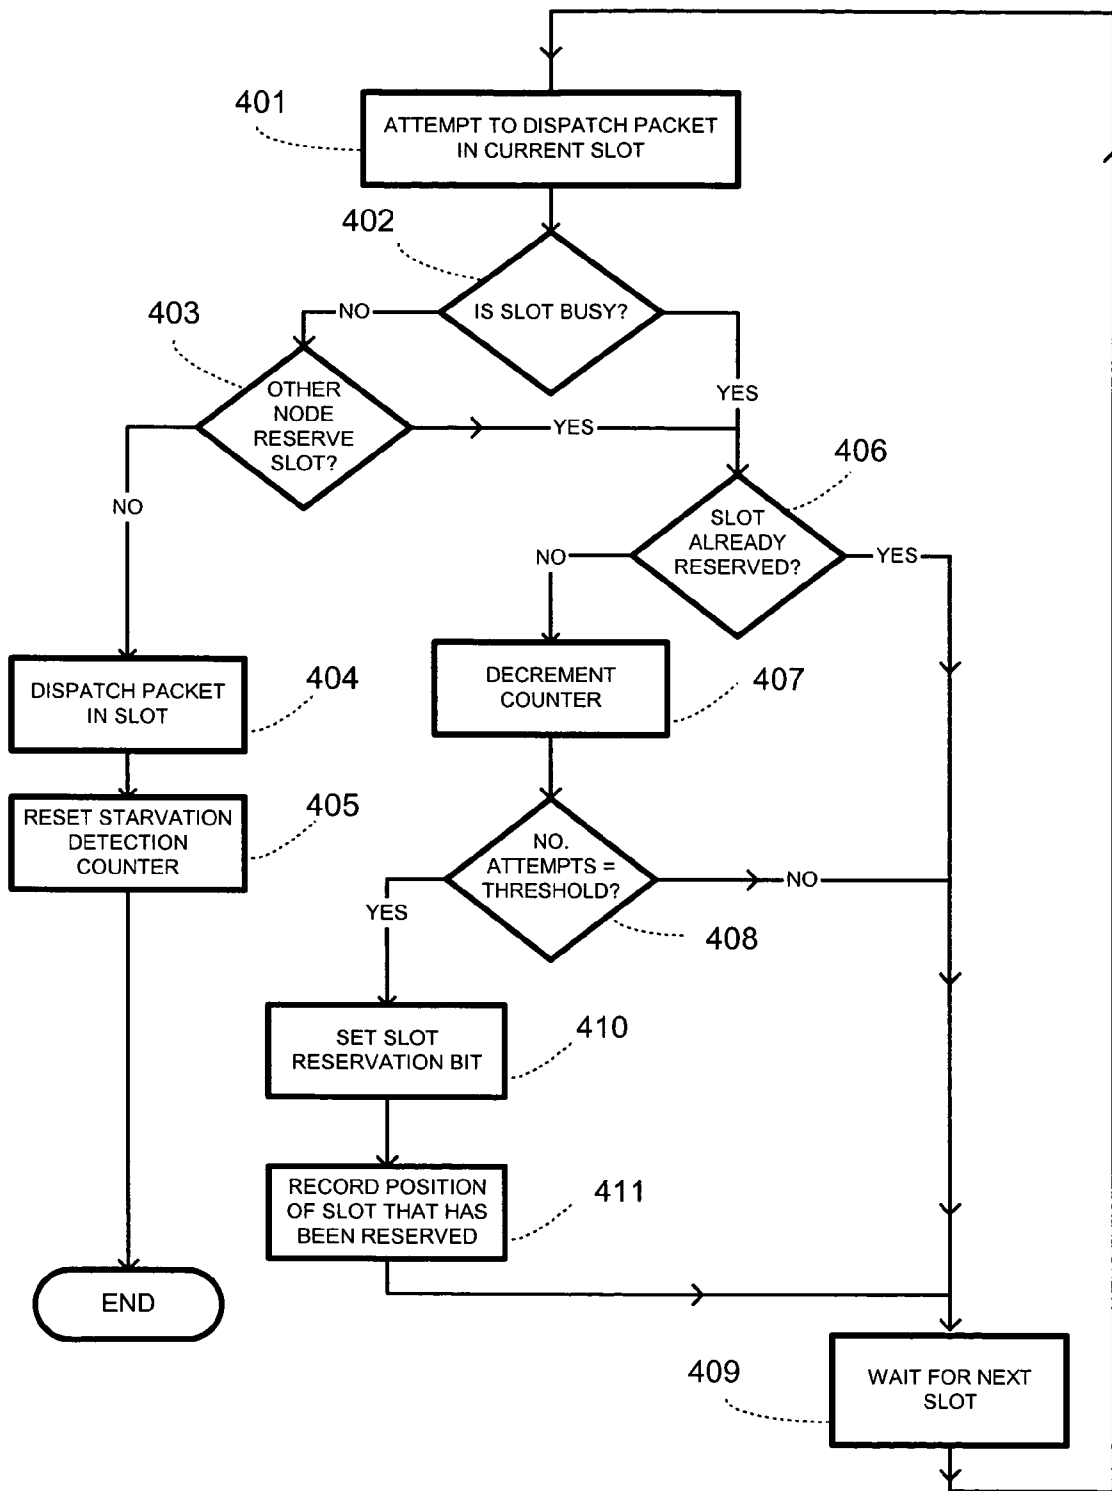 401
ATTEMPT TO DISPATCH PACKET
IN CURRENT SLOT
402
IS SLOT BUSY?
NO
YES
403
OTHER
NODE
RESERVE
SLOT?
YES
NO
406
SLOT
ALREADY
RESERVED?
NO
YES
DISPATCH PACKET
IN SLOT
404
DECREMENT
COUNTER
407
RESET STARVATION
DETECTION
COUNTER
405
NO.
ATTEMPTS =
THRESHOLD?
NO
YES
408
SET SLOT
RESERVATION BIT
410
RECORD POSITION
OF SLOT THAT HAS
BEEN RESERVED
411
END
WAIT FOR NEXT
SLOT
409